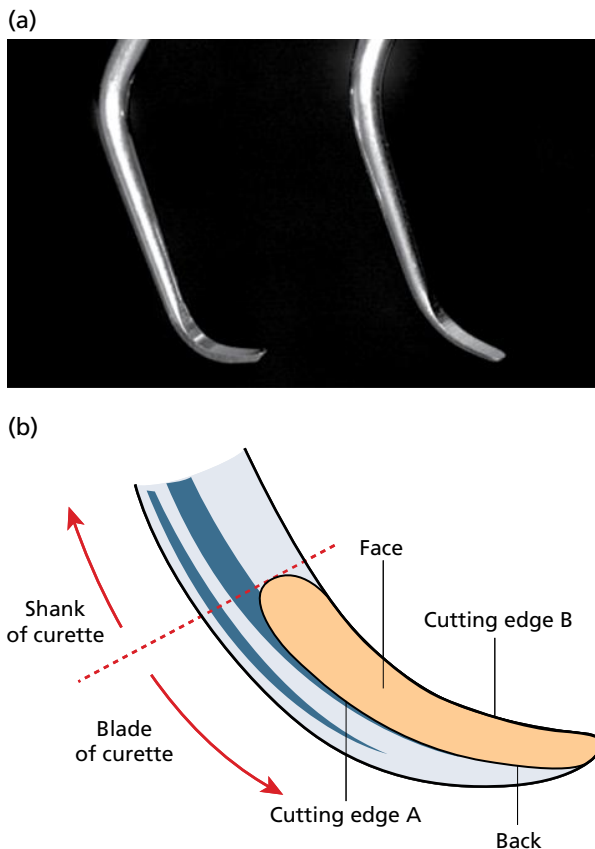 (a)
(b)
Face
Shank
of curette
Cutting edge B
Blade
of curette
Cutting edge A
Back